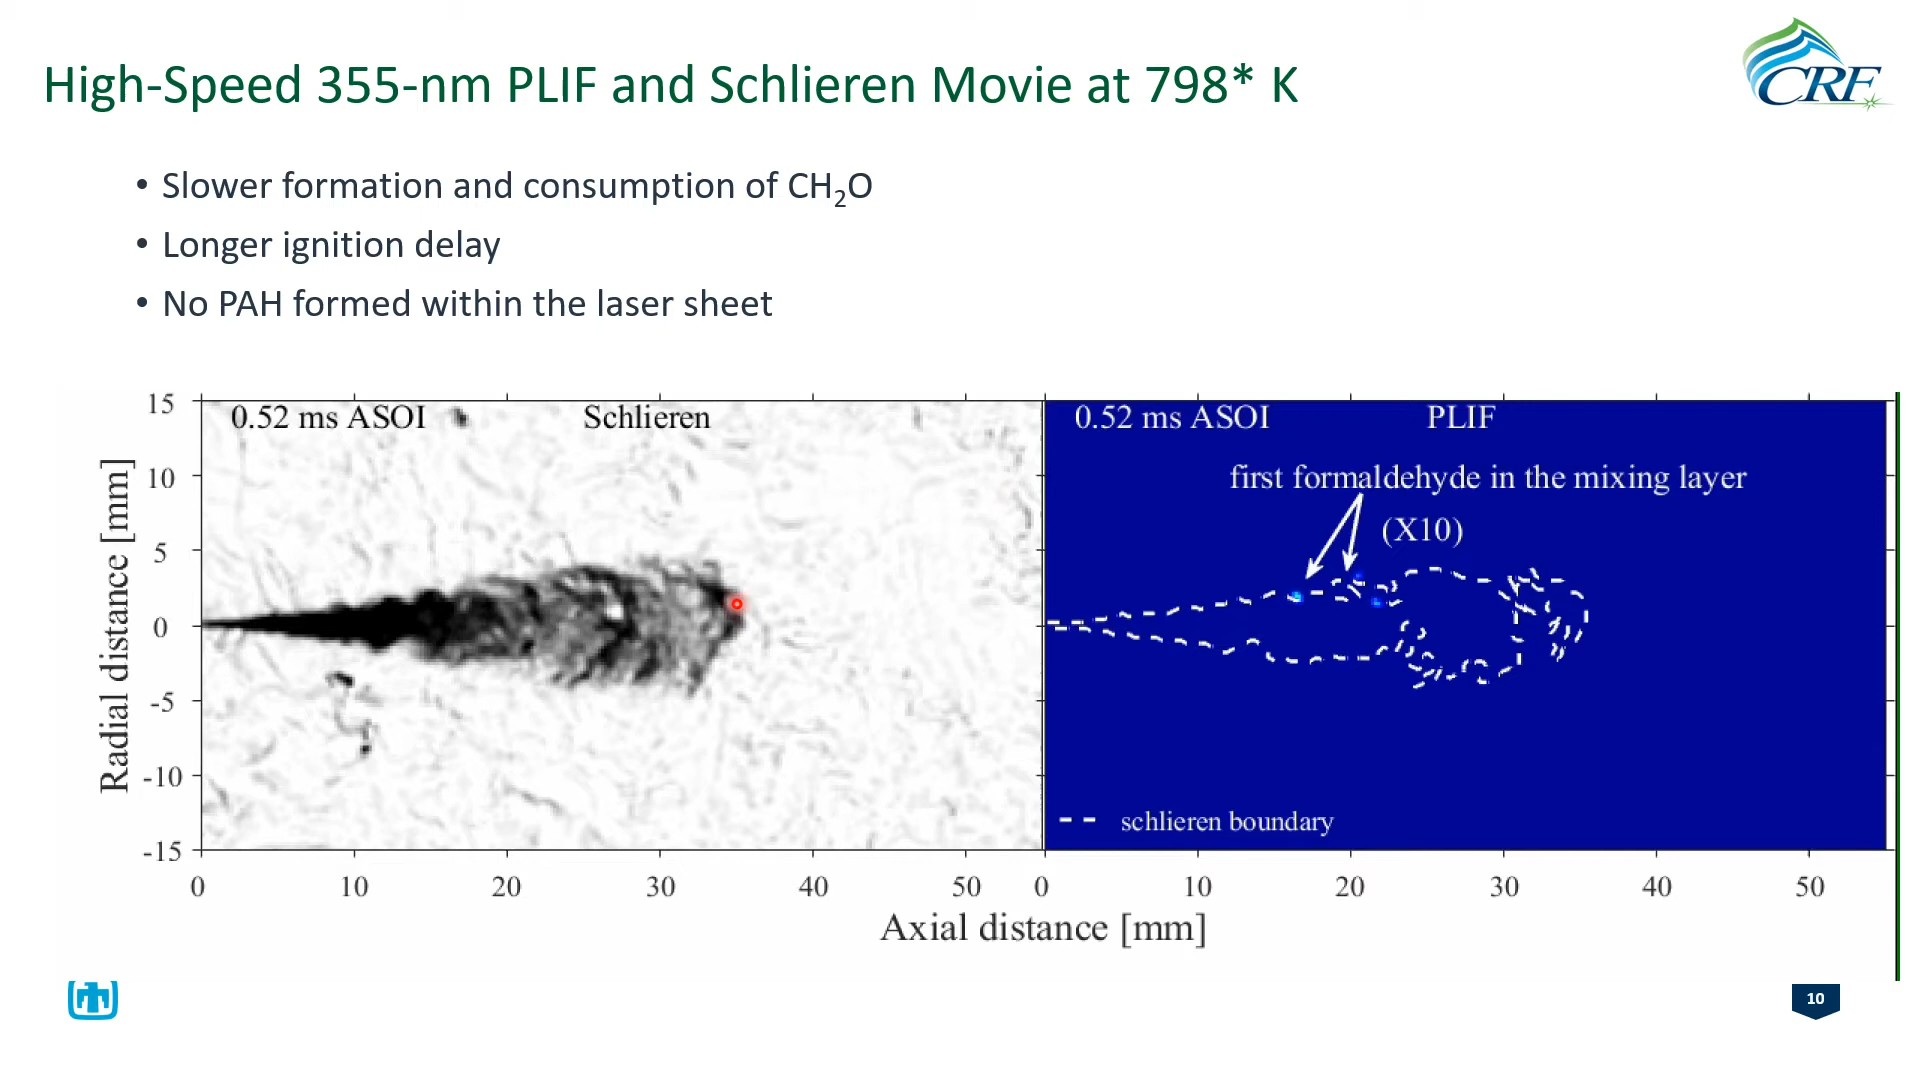 High-Speed 355-nm PLIF and Schlieren Movie at 798* K
CRF
• Slower formation and consumption of CH₂O
• Longer ignition delay
• No PAH formed within the laser sheet
0.52 ms ASOI
Schlieren
0.52 ms ASOI
PLIF
first formaldehyde in the mixing layer
(X10)
schlieren boundary
Radial distance [mm]
15
10
5
0
-5
-10
-15
0 10 20 30 40 50
0 10 20 30 40 50
Axial distance [mm]
10